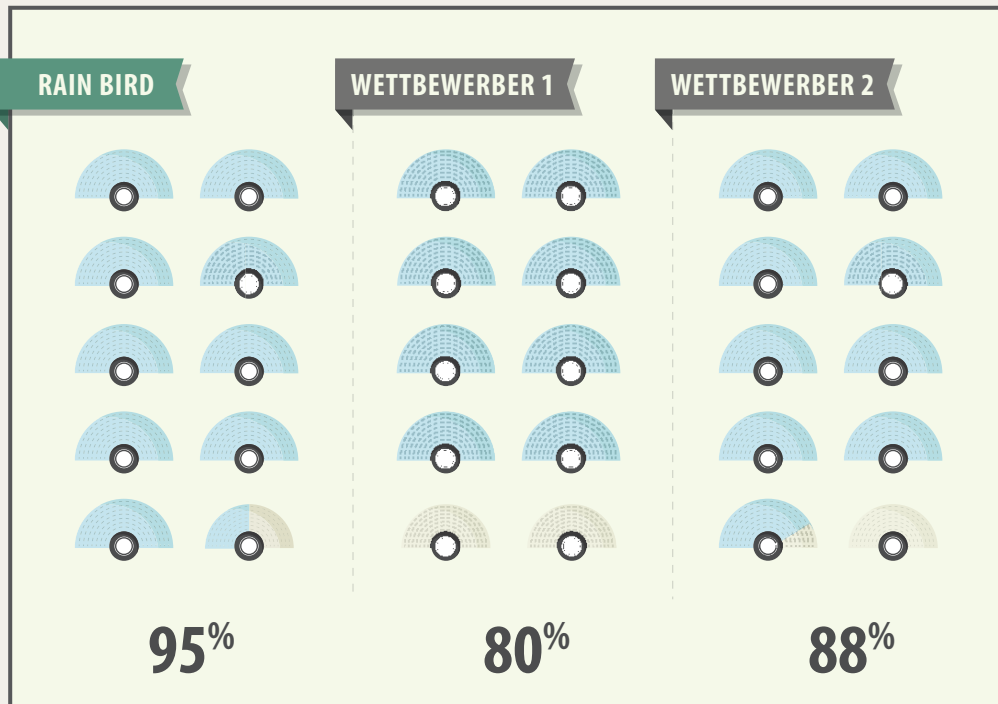 RAIN BIRD
WETTBEWERBER 1
WETTBEWERBER 2
95%
80%
88%